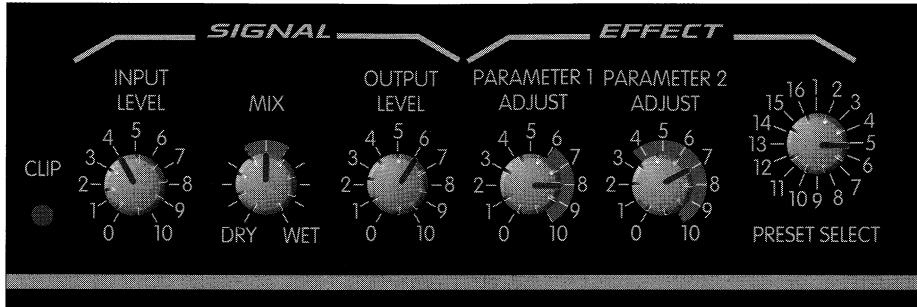 SIGNAL
EFFECT
INPUT
LEVEL
MIX
OUTPUT
LEVEL
PARAMETER 1
ADJUST
PARAMETER 2
ADJUST
CLIP
0 1 2 3 4 5 6 7 8 9 10
DRY WET
0 1 2 3 4 5 6 7 8 9 10
0 1 2 3 4 5 6 7 8 9 10
0 1 2 3 4 5 6 7 8 9 10
1 2 3 4 5 6 7 8 9 10 11 12 13 14 15 16
PRESET SELECT